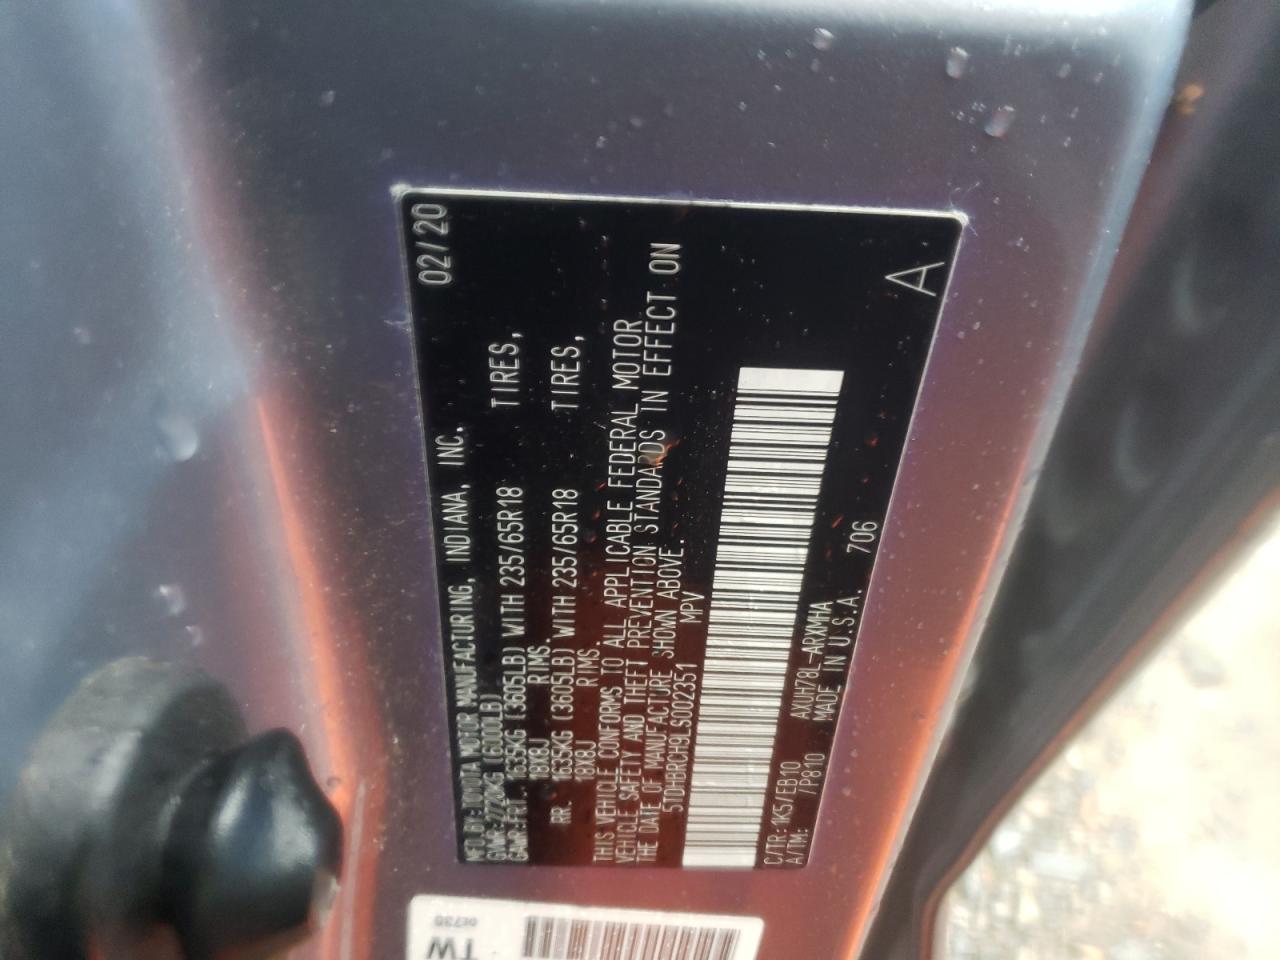 MFD.BY:TOYOTA MOTOR MANUFACTURING, INDIANA, INC. 02/20
GVWR:2722KG (6000LB)
GAWR:FRT. 1635KG (3605LB) WITH 235/65R18 TIRES,
18X8J RIMS
RR. 1635KG (3605LB) WITH 235/65R18 TIRES,
18X8J RIMS
THIS VEHICLE CONFORMS TO ALL APPLICABLE FEDERAL MOTOR
VEHICLE SAFETY AND THEFT PREVENTION STANDARDS IN EFFECT ON
THE DATE OF MANUFACTURE SHOWN ABOVE.
5TDHBRCH9LS002351 MPV
C/TR:1K5/EB10 AXUH78L-ARXMHA
A/TM: /P810 MADE IN U.S.A. 706
A
TW